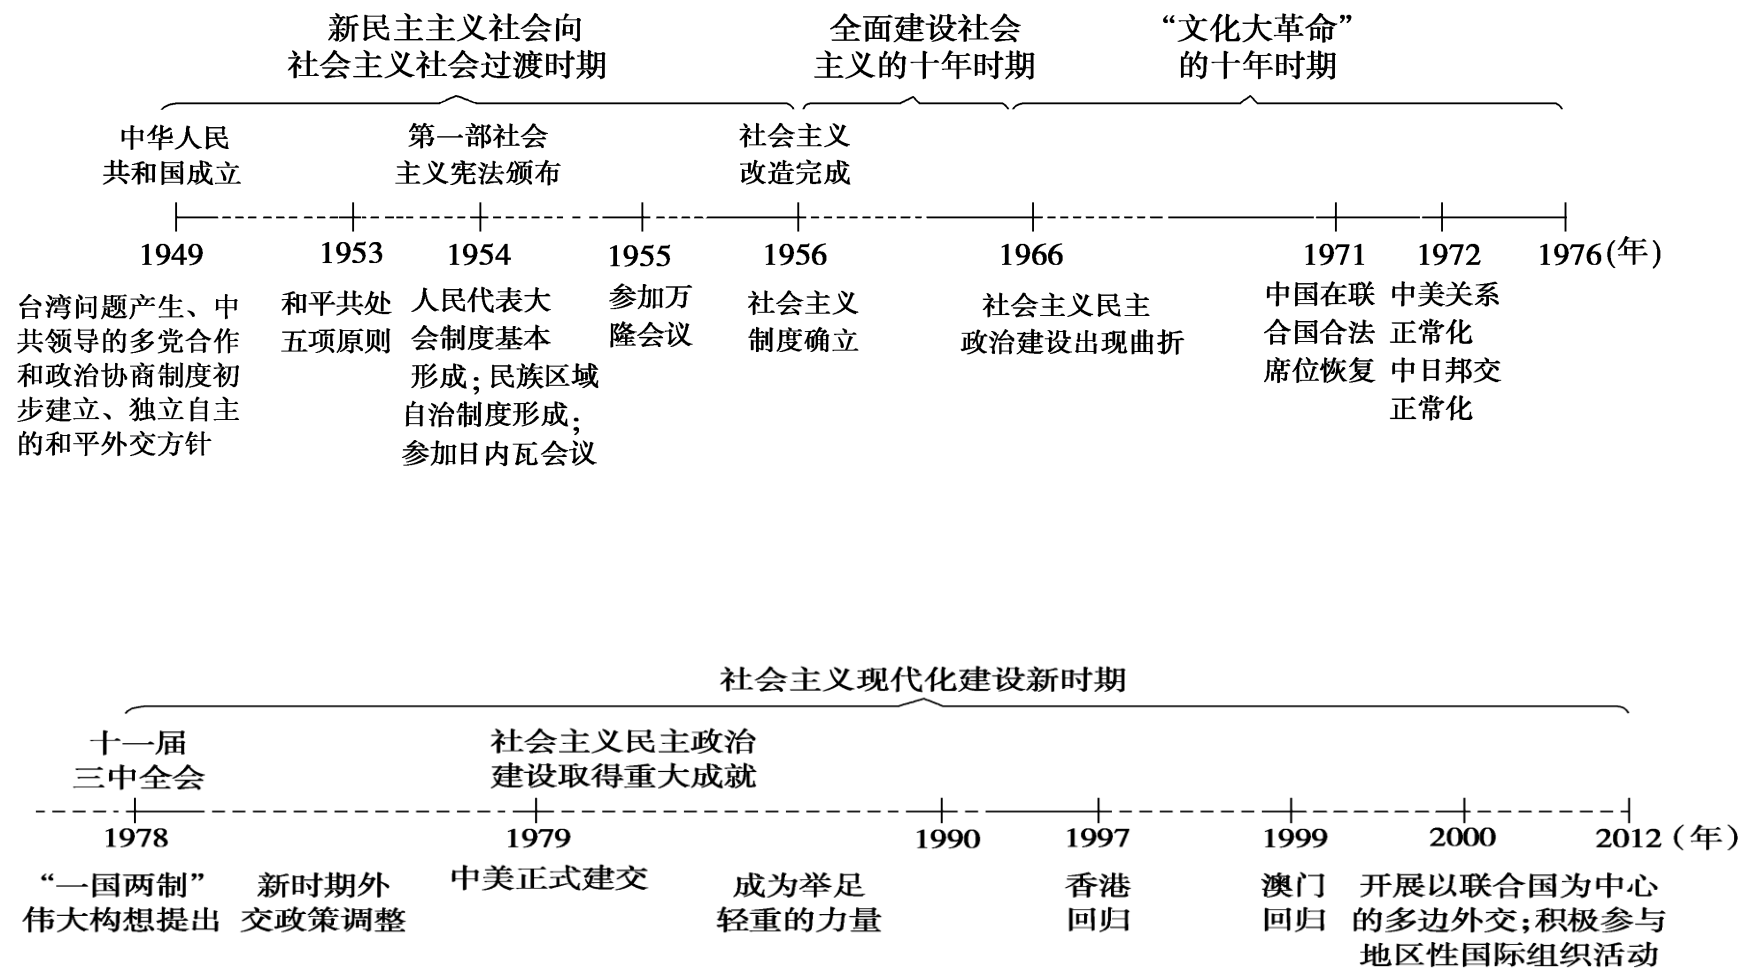 新民主主义社会向
社会主义社会过渡时期
全面建设社会
主义的十年时期
“文化大革命”
的十年时期
中华人民
共和国成立
第一部社会
主义宪法颁布
社会主义
改造完成
1949
1953
1954
1955
1956
1966
1971
1972
1976(年)
台湾问题产生、中
共领导的多党合作
和政治协商制度初
步建立、独立自主
的和平外交方针
和平共处
五项原则
人民代表大
会制度基本
形成；民族区域
自治制度形成；
参加日内瓦会议
参加万
隆会议
社会主义
制度确立
社会主义民主
政治建设出现曲折
中国在联
合国合法
席位恢复
中美关系
正常化
中日邦交
正常化
社会主义现代化建设新时期
十一届
三中全会
社会主义民主政治
建设取得重大成就
1978
1979
1990
1997
1999
2000
2012（年）
“一国两制”
伟大构想提出
新时期外
交政策调整
中美正式建交
成为举足
轻重的力量
香港
回归
澳门
回归
开展以联合国为中心
的多边外交；积极参与
地区性国际组织活动